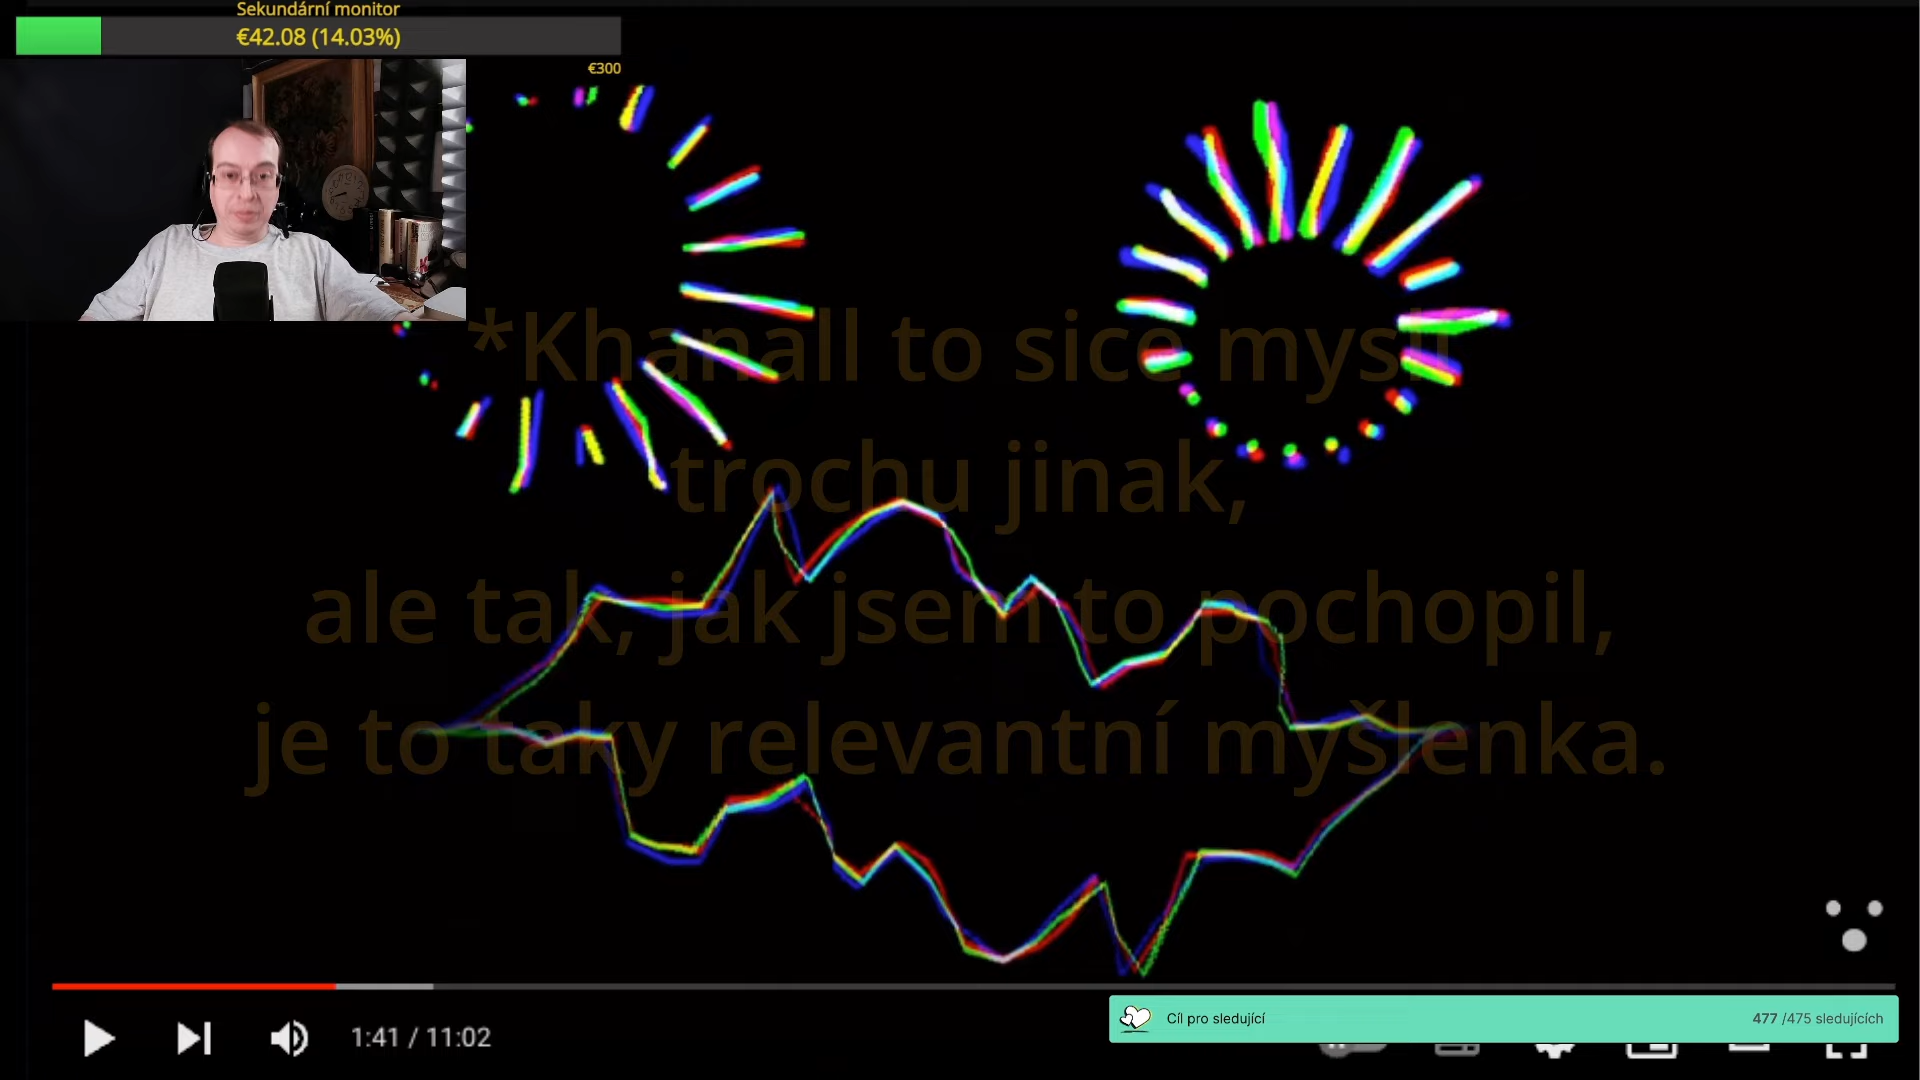 Sekundární monitor
€42.08 (14.03%)
€300
*Khanall to sice myslí
trochu jinak,
ale tak, jak jsem to pochopil,
je to taky relevantní myšlenka.
Cíl pro sledující
477 /475 sledujících
1:41 / 11:02